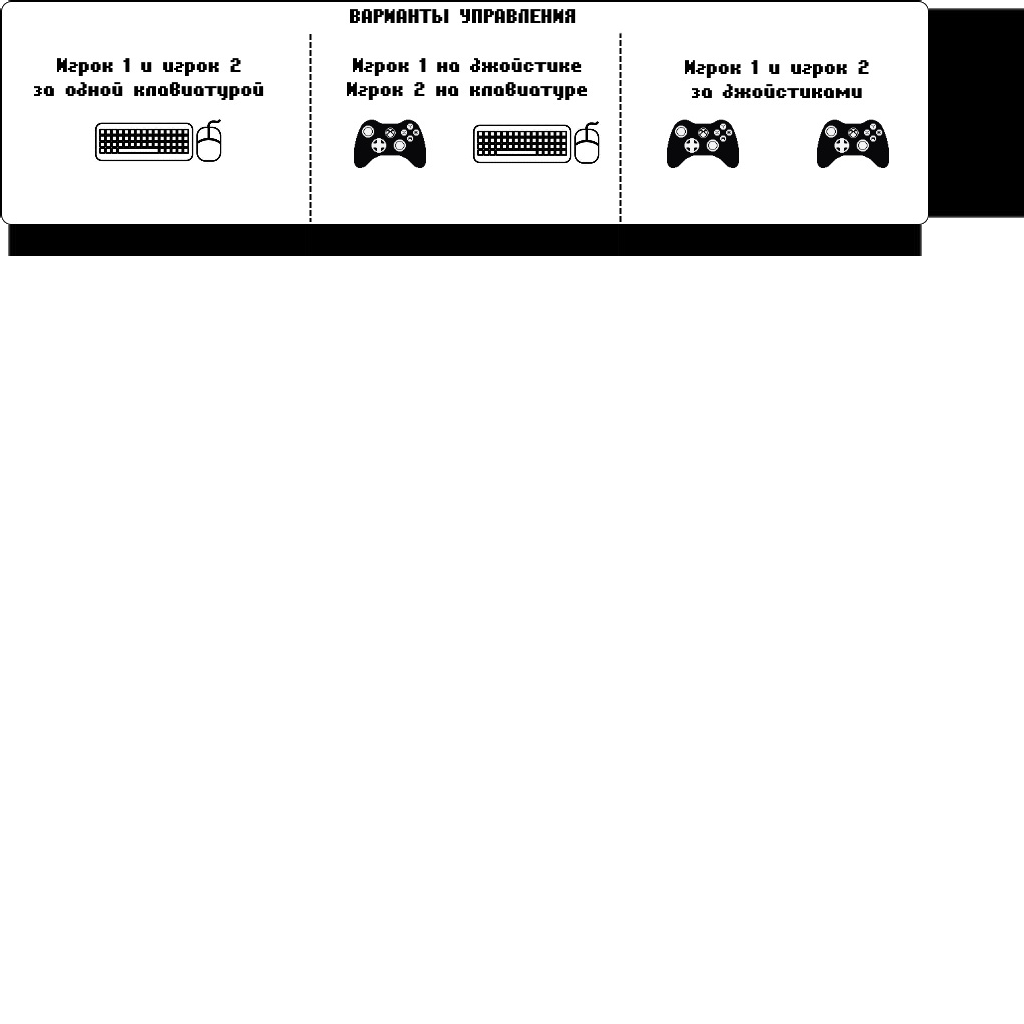 ВАРИАНТЫ УПРАВЛЕНИЯ
Игрок 1 и игрок 2
за одной клавиатурой
Игрок 1 на джойстике
Игрок 2 на клавиатуре
Игрок 1 и игрок 2
за джойстиками